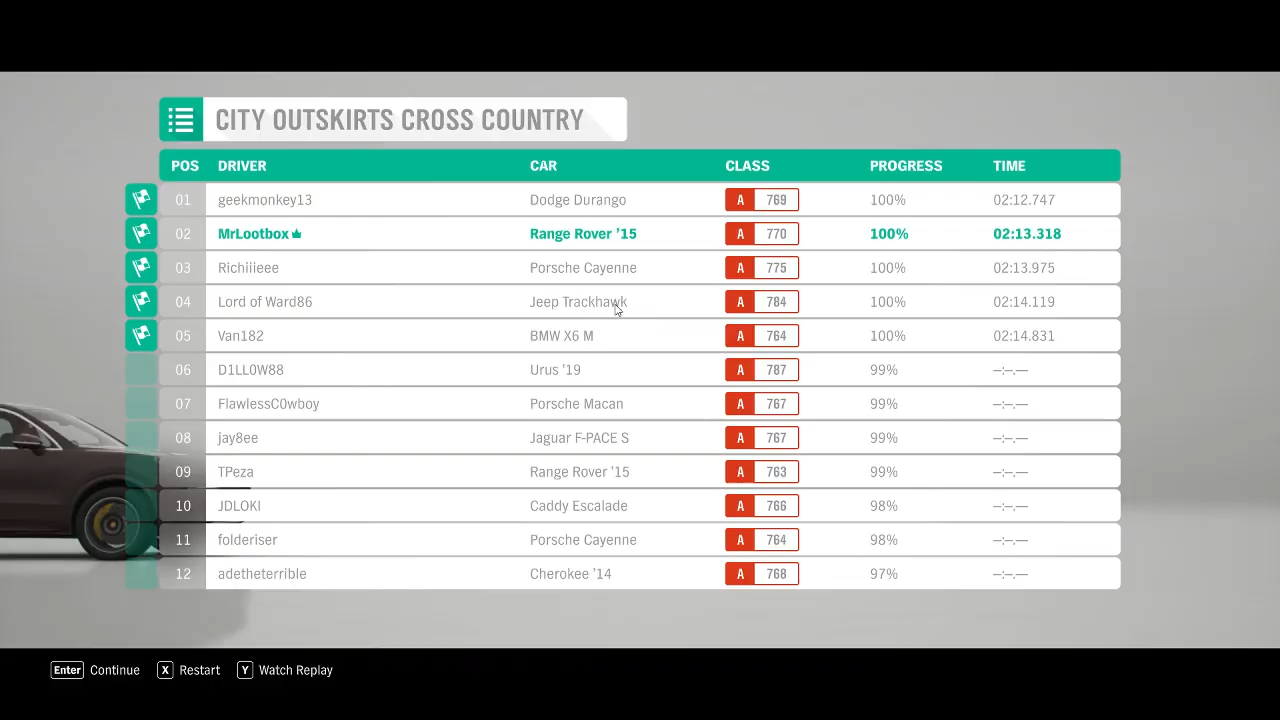 CITY OUTSKIRTS CROSS COUNTRY
POS DRIVER CAR CLASS PROGRESS TIME
01 geekmonkey13 Dodge Durango A 769 100% 02:12.747
02 MrLootbox Range Rover ’15 A 770 100% 02:13.318
03 Richiiieee Porsche Cayenne A 775 100% 02:13.975
04 Lord of Ward86 Jeep Trackhawk A 784 100% 02:14.119
05 Van182 BMW X6 M A 764 100% 02:14.831
06 D1LL0W88 Urus '19 A 787 99% –:–.––
07 FlawlessC0wboy Porsche Macan A 767 99% –:–.––
08 jay8ee Jaguar F-PACE S A 767 99% –:–.––
09 TPeza Range Rover ’15 A 763 99% –:–.––
10 JDLOKI Caddy Escalade A 766 98% –:–.––
11 folderiser Porsche Cayenne A 764 98% –:–.––
12 adetheterrible Cherokee ’14 A 768 97% –:–.––
Enter Continue X Restart Y Watch Replay